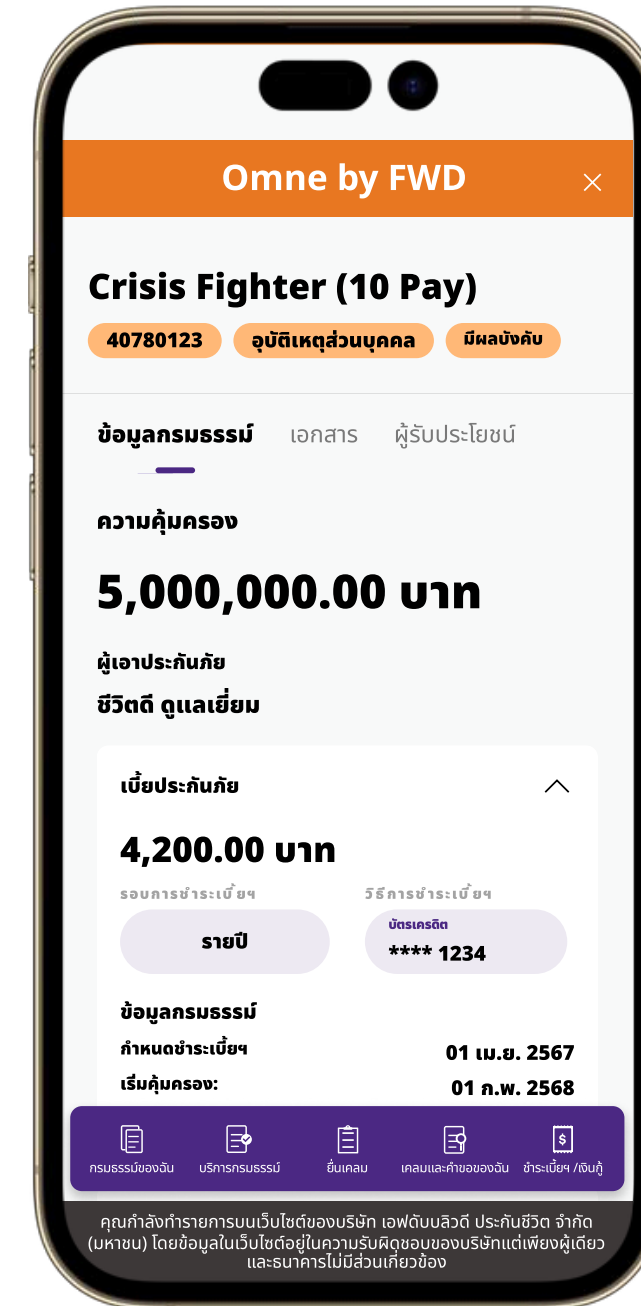 Omne by FWD
Crisis Fighter (10 Pay)
40780123 อุบัติเหตุส่วนบุคคล มีผลบังคับ
ข้อมูลกรมธรรม์ เอกสาร ผู้รับประโยชน์
ความคุ้มครอง
5,000,000.00 บาท
ผู้เอาประกันภัย
ชีวิตดี ดูแลเยี่ยม
เบี้ยประกันภัย
4,200.00 บาท
รอบการชำระเบี้ยฯ วิธีการชำระเบี้ยฯ
บัตรเครดิต
รายปี **** 1234
ข้อมูลกรมธรรม์
กำหนดชำระเบี้ยฯ 01 เม.ย. 2567
เริ่มคุ้มครอง: 01 ก.พ. 2568
กรมธรรม์ของฉัน บริการกรมธรรม์ ยื่นเคลม เคลมและคำขอของฉัน ชำระเบี้ยฯ /เงินกู้
คุณกำลังทำรายการบนเว็บไซต์ของบริษัท เอฟดับบลิวดี ประกันชีวิต จำกัด
(มหาชน) โดยข้อมูลในเว็บไซต์อยู่ในความรับผิดชอบของบริษัทแต่เพียงผู้เดียว
และธนาคารไม่มีส่วนเกี่ยวข้อง